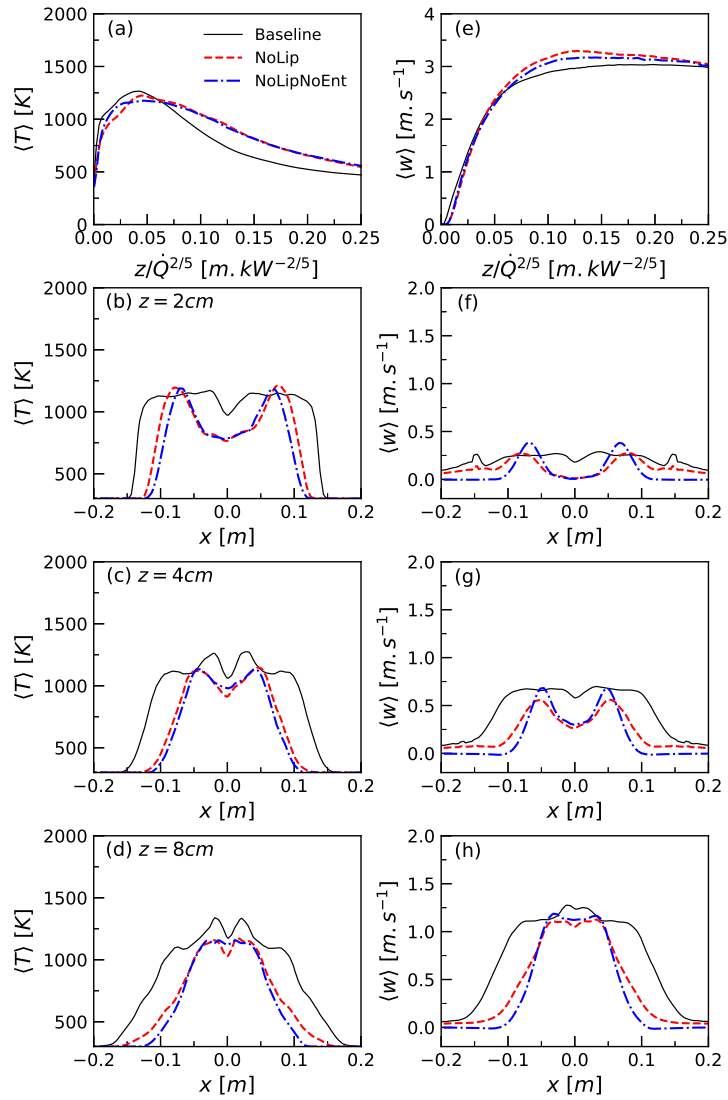 (a)
Baseline
NoLip
NoLipNoEnt
2000
1500
1000
500
0
⟨T⟩ [K]
0.00 0.05 0.10 0.15 0.20 0.25
z/Q̇^{2/5} [m.kW^{−2/5}]
(e)
4
3
2
1
0
⟨w⟩ [m.s^{−1}]
0.00 0.05 0.10 0.15 0.20 0.25
z/Q̇^{2/5} [m.kW^{−2/5}]
(b) z = 2cm
2000
1500
1000
500
⟨T⟩ [K]
−0.2 −0.1 0.0 0.1 0.2
x [m]
(f)
2.0
1.5
1.0
0.5
0.0
⟨w⟩ [m.s^{−1}]
−0.2 −0.1 0.0 0.1 0.2
x [m]
(c) z = 4cm
2000
1500
1000
500
⟨T⟩ [K]
−0.2 −0.1 0.0 0.1 0.2
x [m]
(g)
2.0
1.5
1.0
0.5
0.0
⟨w⟩ [m.s^{−1}]
−0.2 −0.1 0.0 0.1 0.2
x [m]
(d) z = 8cm
2000
1500
1000
500
⟨T⟩ [K]
−0.2 −0.1 0.0 0.1 0.2
x [m]
(h)
2.0
1.5
1.0
0.5
0.0
⟨w⟩ [m.s^{−1}]
−0.2 −0.1 0.0 0.1 0.2
x [m]